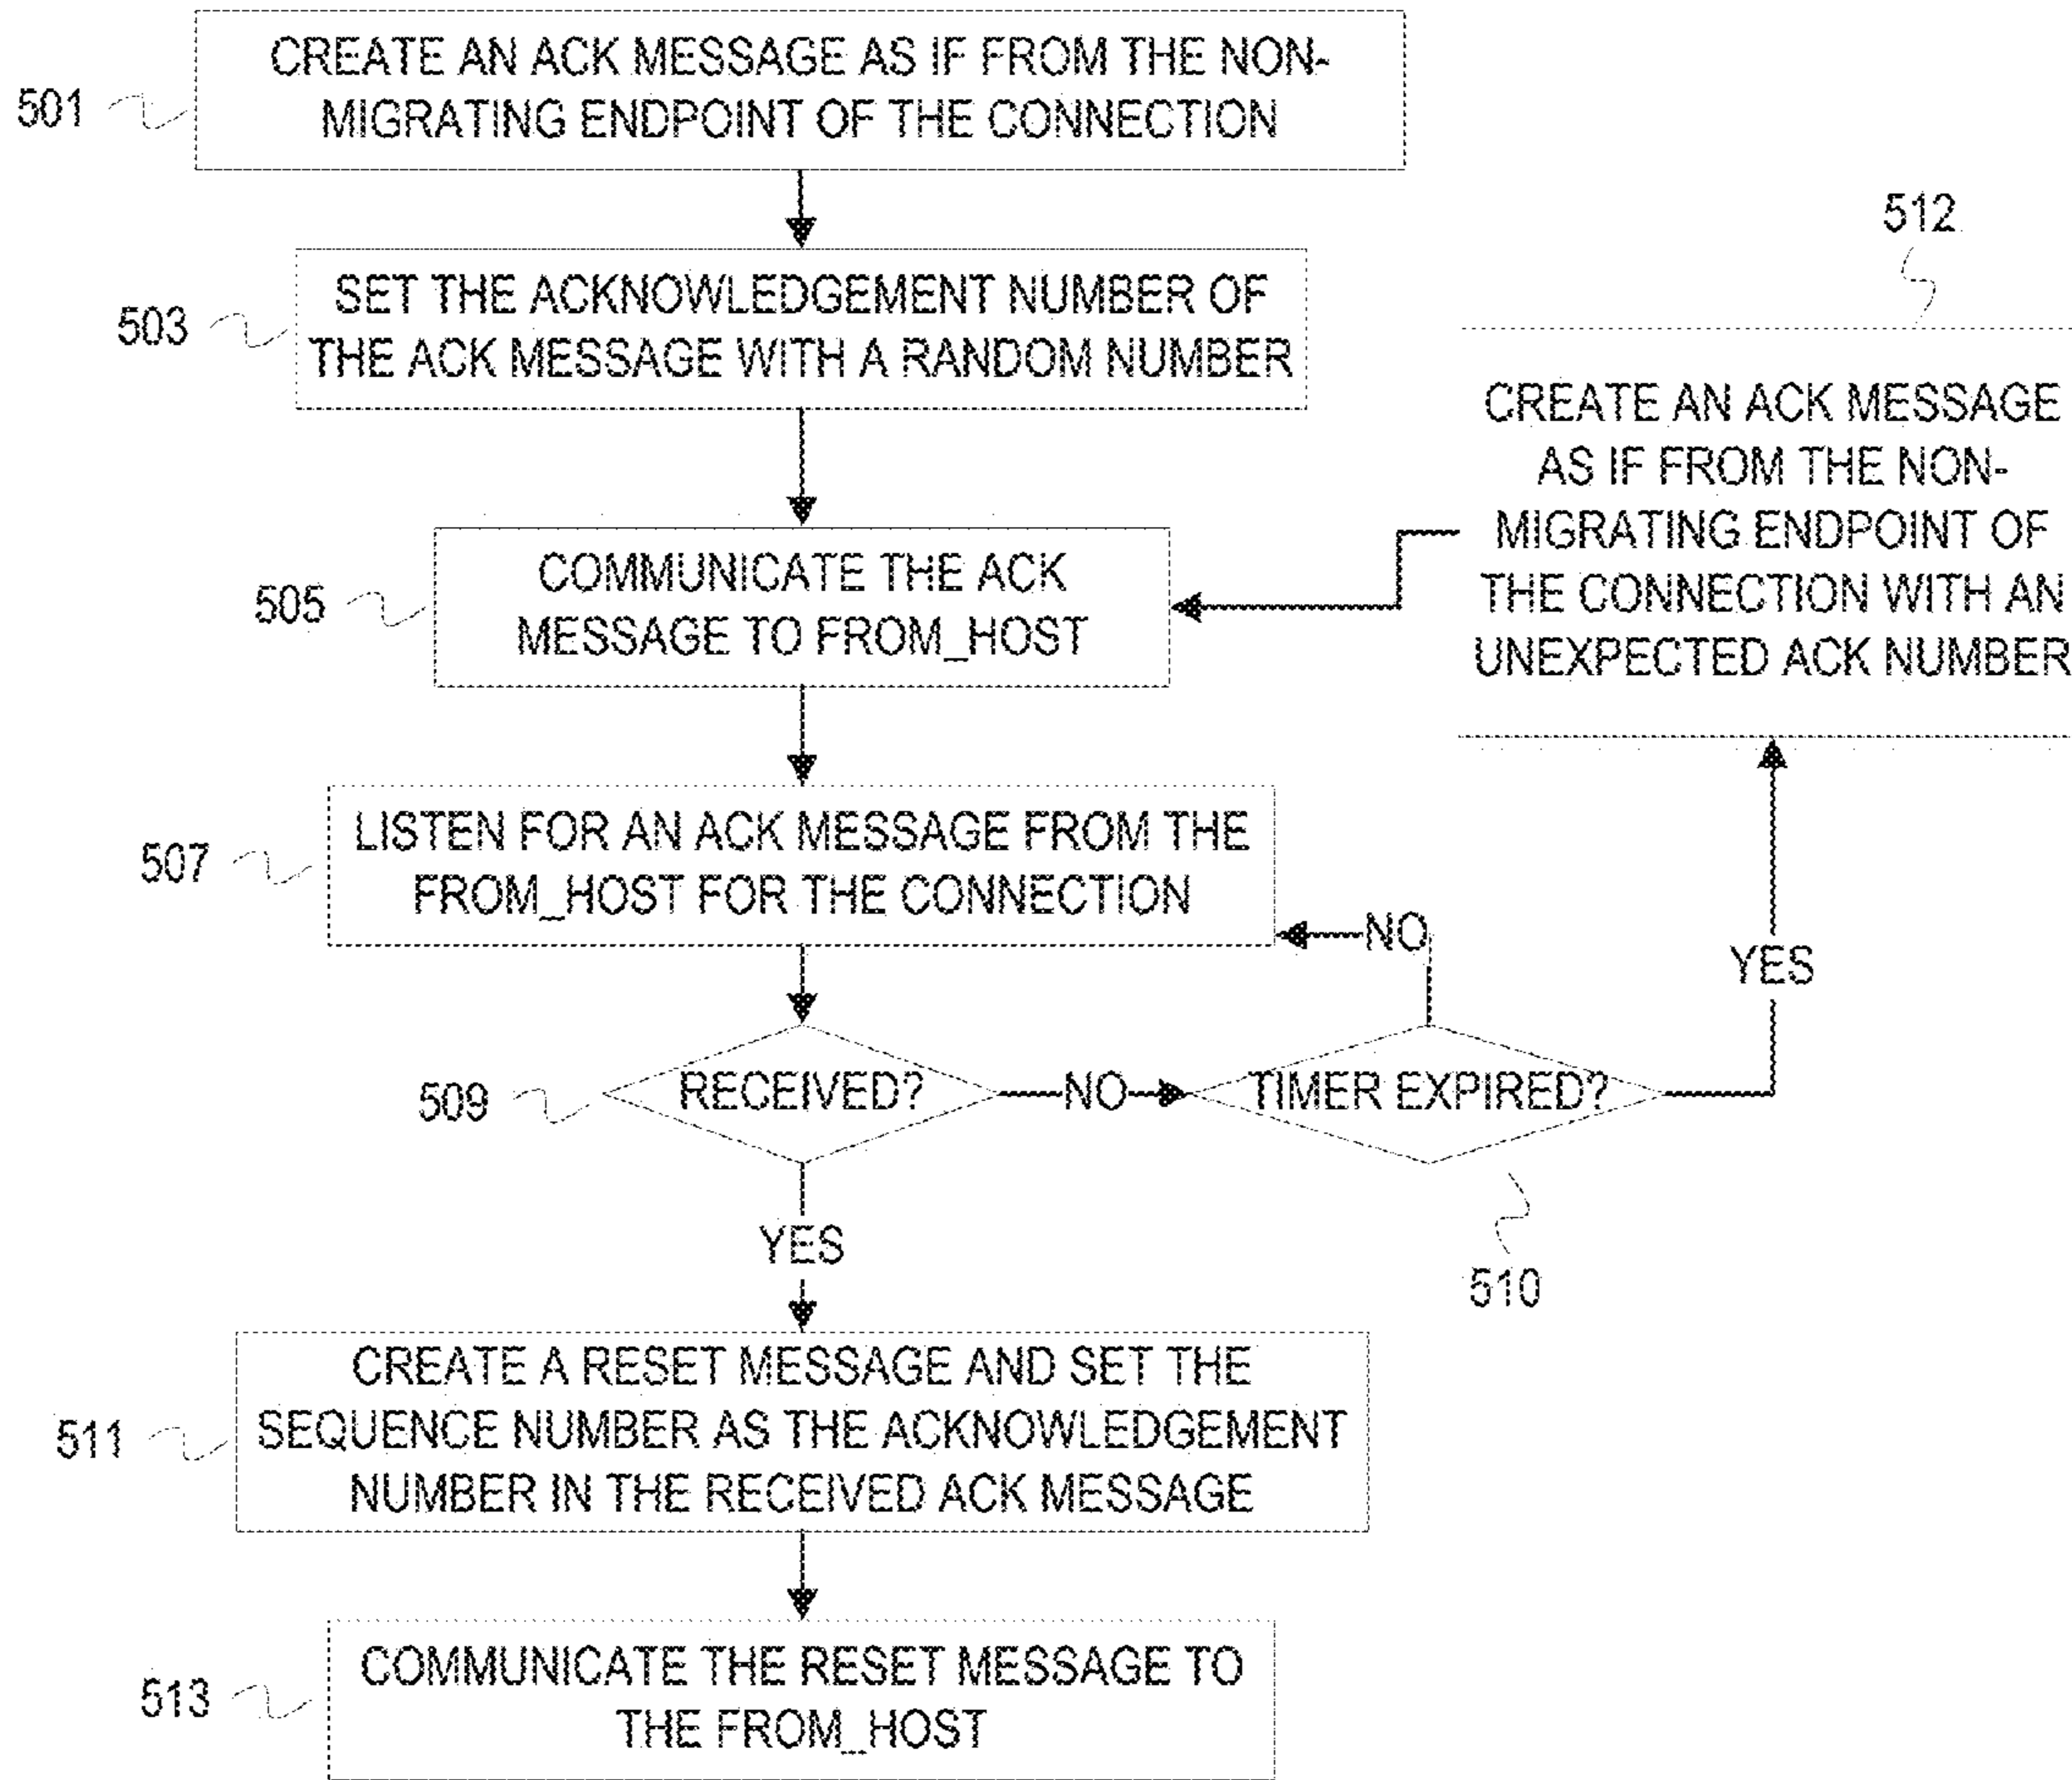 501
CREATE AN ACK MESSAGE AS IF FROM THE NON-
MIGRATING ENDPOINT OF THE CONNECTION
503
SET THE ACKNOWLEDGEMENT NUMBER OF
THE ACK MESSAGE WITH A RANDOM NUMBER
512
CREATE AN ACK MESSAGE
AS IF FROM THE NON-
MIGRATING ENDPOINT OF
THE CONNECTION WITH AN
UNEXPECTED ACK NUMBER
505
COMMUNICATE THE ACK
MESSAGE TO FROM_HOST
507
LISTEN FOR AN ACK MESSAGE FROM THE
FROM_HOST FOR THE CONNECTION
NO
YES
509
RECEIVED?
NO
TIMER EXPIRED?
510
YES
511
CREATE A RESET MESSAGE AND SET THE
SEQUENCE NUMBER AS THE ACKNOWLEDGEMENT
NUMBER IN THE RECEIVED ACK MESSAGE
513
COMMUNICATE THE RESET MESSAGE TO
THE FROM_HOST